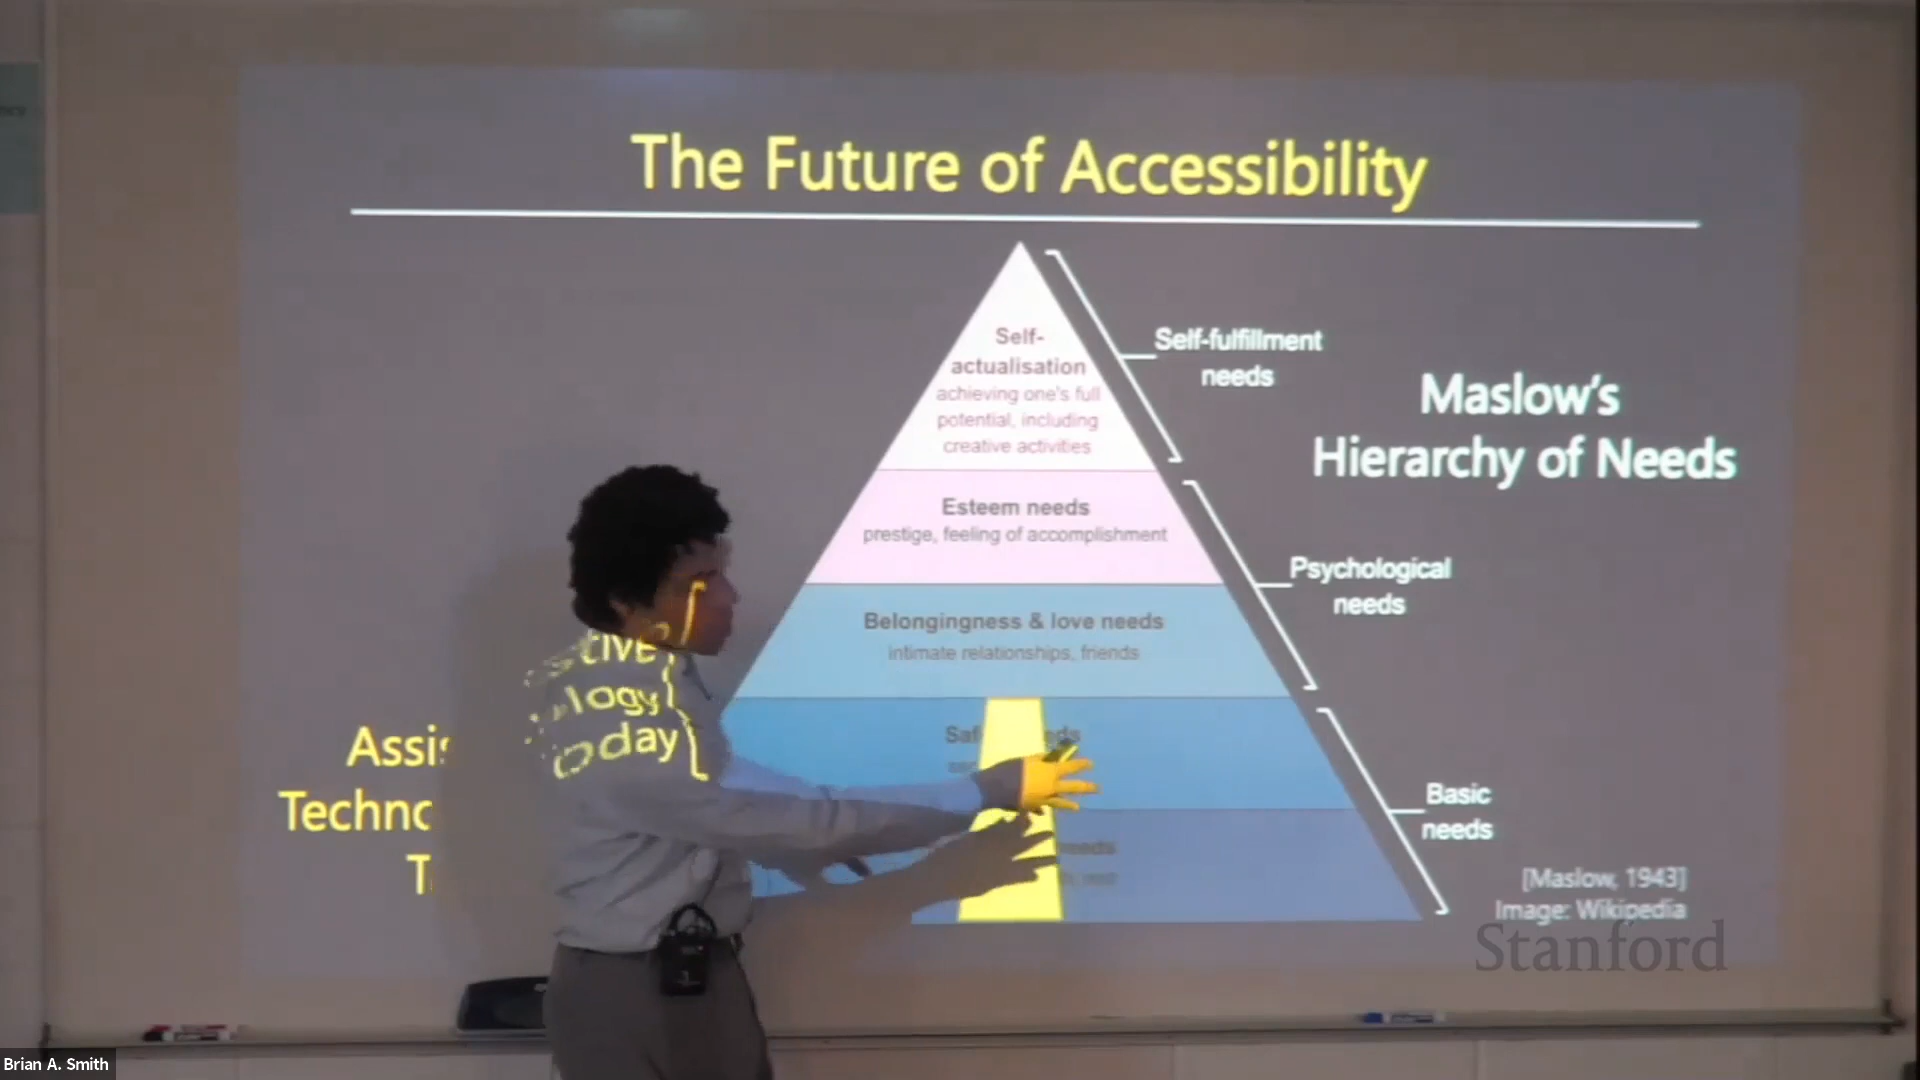 The Future of Accessibility
Self-
actualisation
achieving one's full
potential, including
creative activities
Esteem needs
prestige, feeling of accomplishment
Belongingness & love needs
intimate relationships, friends
Self-fulfillment
needs
Psychological
needs
Basic
needs
Maslow's
Hierarchy of Needs
[Maslow, 1943]
Image: Wikipedia
Stanford
Brian A. Smith